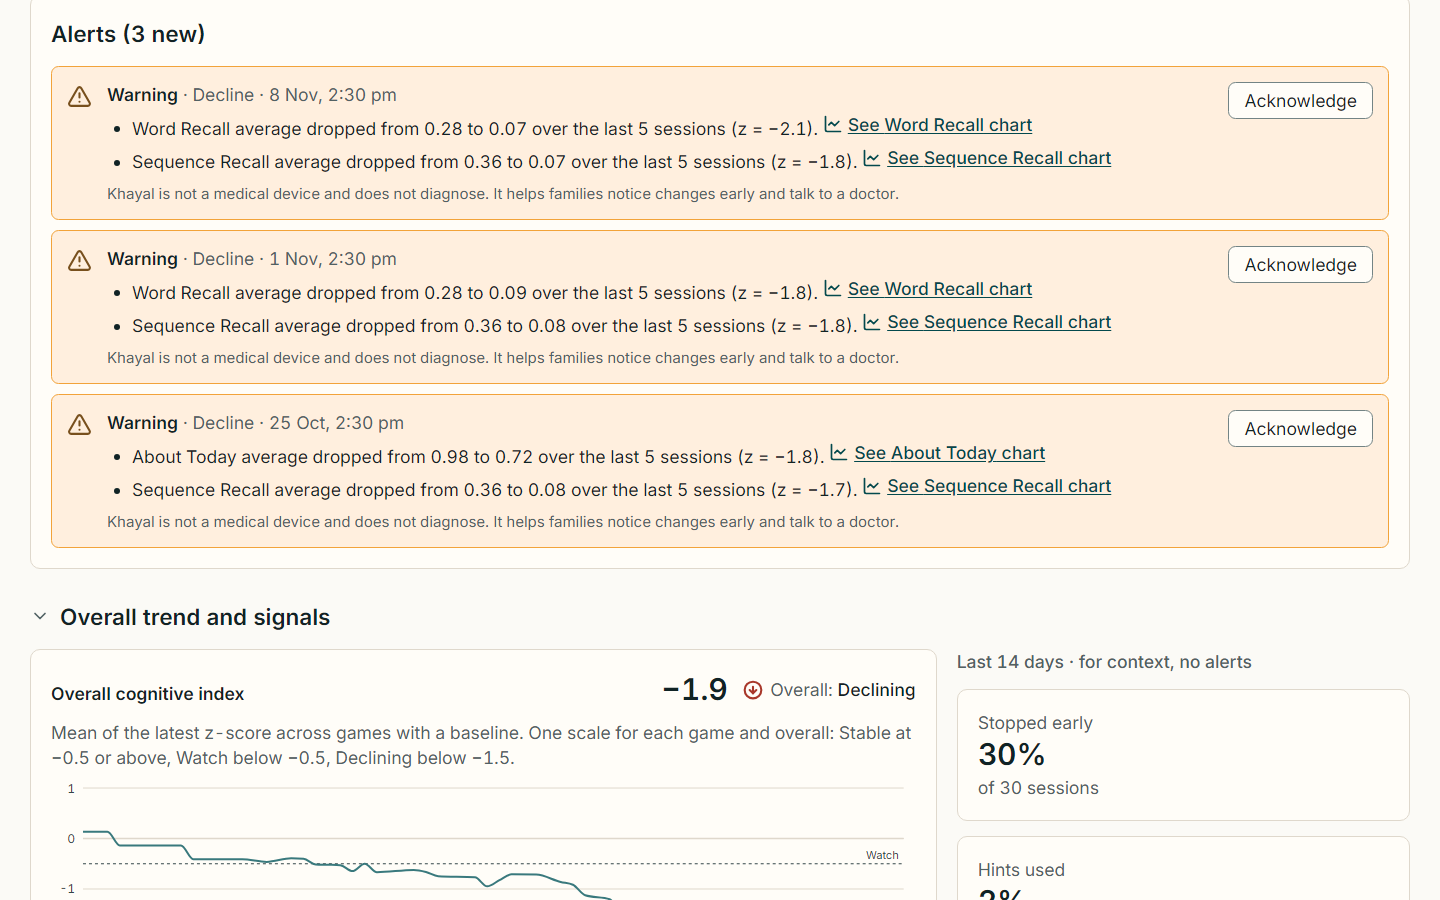 Alerts (3 new)
Warning · Decline · 8 Nov, 2:30 pm
Acknowledge
• Word Recall average dropped from 0.28 to 0.07 over the last 5 sessions (z = −2.1). See Word Recall chart
• Sequence Recall average dropped from 0.36 to 0.07 over the last 5 sessions (z = −1.8). See Sequence Recall chart
Khayal is not a medical device and does not diagnose. It helps families notice changes early and talk to a doctor.
Warning · Decline · 1 Nov, 2:30 pm
Acknowledge
• Word Recall average dropped from 0.28 to 0.09 over the last 5 sessions (z = −1.8). See Word Recall chart
• Sequence Recall average dropped from 0.36 to 0.08 over the last 5 sessions (z = −1.8). See Sequence Recall chart
Khayal is not a medical device and does not diagnose. It helps families notice changes early and talk to a doctor.
Warning · Decline · 25 Oct, 2:30 pm
Acknowledge
• About Today average dropped from 0.98 to 0.72 over the last 5 sessions (z = −1.8). See About Today chart
• Sequence Recall average dropped from 0.36 to 0.08 over the last 5 sessions (z = −1.7). See Sequence Recall chart
Khayal is not a medical device and does not diagnose. It helps families notice changes early and talk to a doctor.
Overall trend and signals
Overall cognitive index
−1.9 Overall: Declining
Mean of the latest z-score across games with a baseline. One scale for each game and overall: Stable at
−0.5 or above, Watch below −0.5, Declining below −1.5.
1
0
Watch
-1
Last 14 days · for context, no alerts
Stopped early
30%
of 30 sessions
Hints used